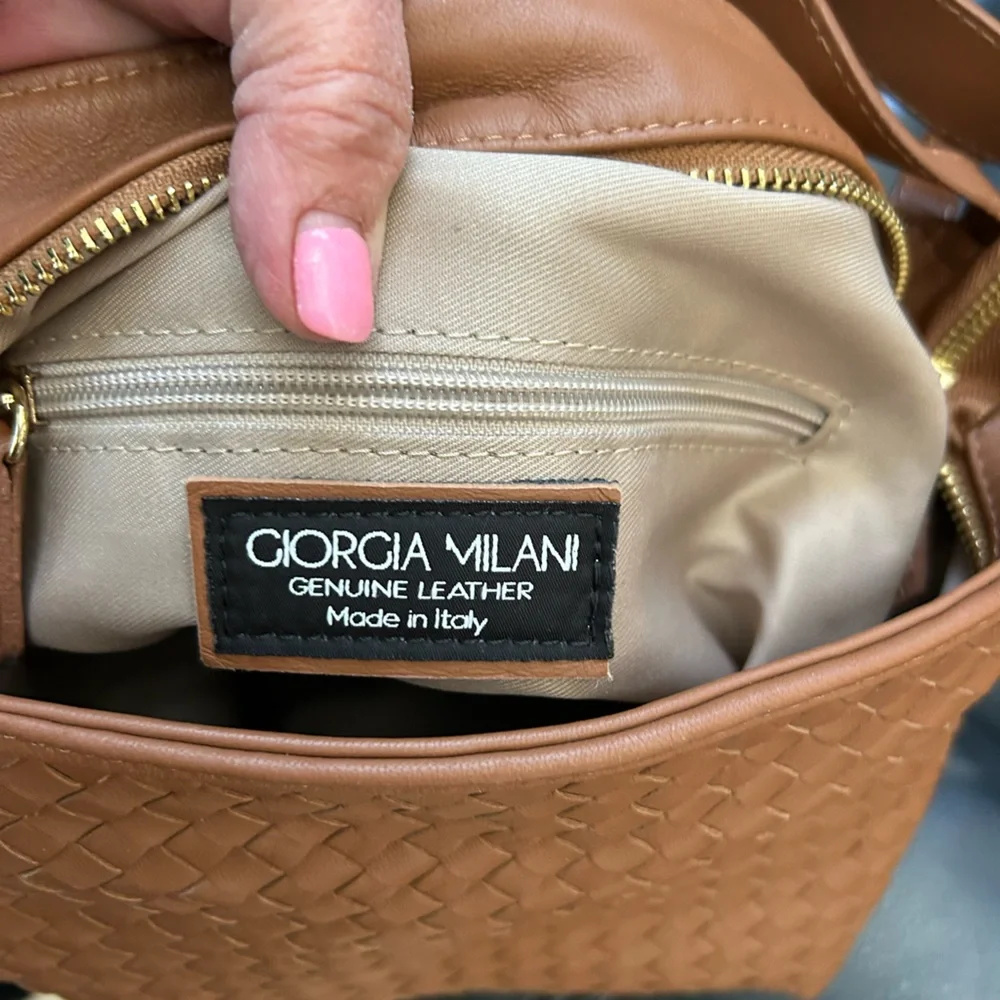 GIORGIA MILANI
GENUINE LEATHER
Made in Italy